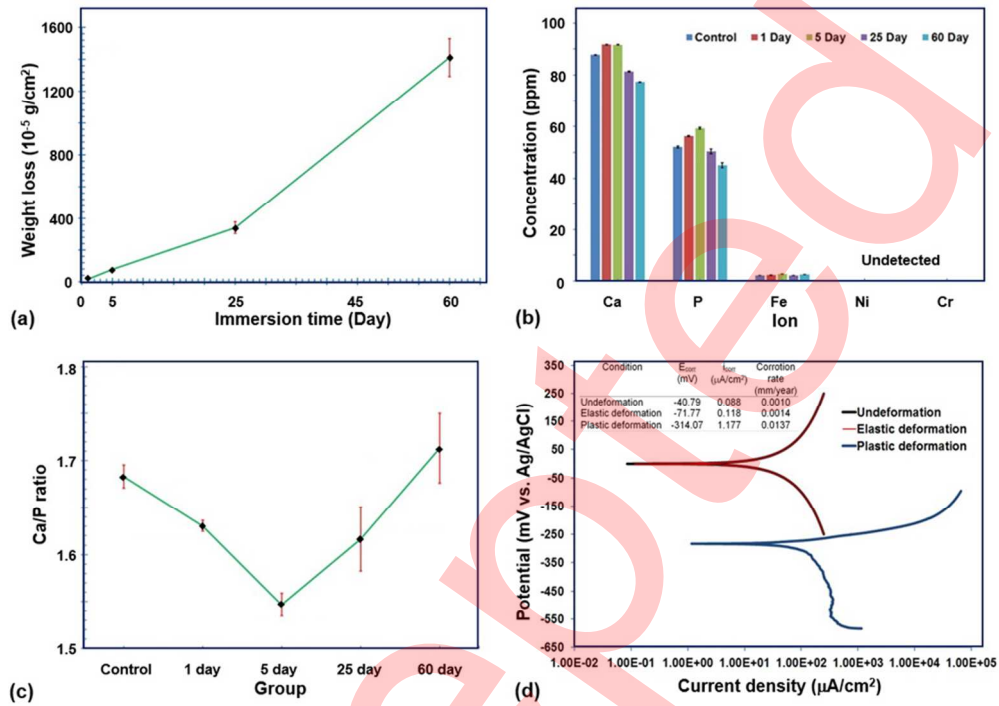 1600
1200
800
400
0
Weight loss (10-5 g/cm2)
0 5 25 45 60
Immersion time (Day)
(a)
100
80
60
40
20
0
Concentration (ppm)
Control 1 Day 5 Day 25 Day 60 Day
Undetected
Ca P Fe Ni Cr
Ion
(b)
1.8
1.7
1.6
1.5
Ca/P ratio
Control 1 day 5 day 25 day 60 day
Group
(c)
350
250
150
50
-50
-150
-250
-350
-450
-550
-650
Potential (mV vs. Ag/AgCl)
Condition Ecorr Icorr Corrotion
(mV) (μA/cm2) rate
(mm/year)
Undeformation -40.79 0.088 0.0010
Elastic deformation -71.77 0.118 0.0014
Plastic deformation -314.07 1.177 0.0137
Undeformation
Elastic deformation
Plastic deformation
1.00E-02 1.00E-01 1.00E+00 1.00E+01 1.00E+02 1.00E+03 1.00E+04 1.00E+05
Current density (μA/cm2)
(d)